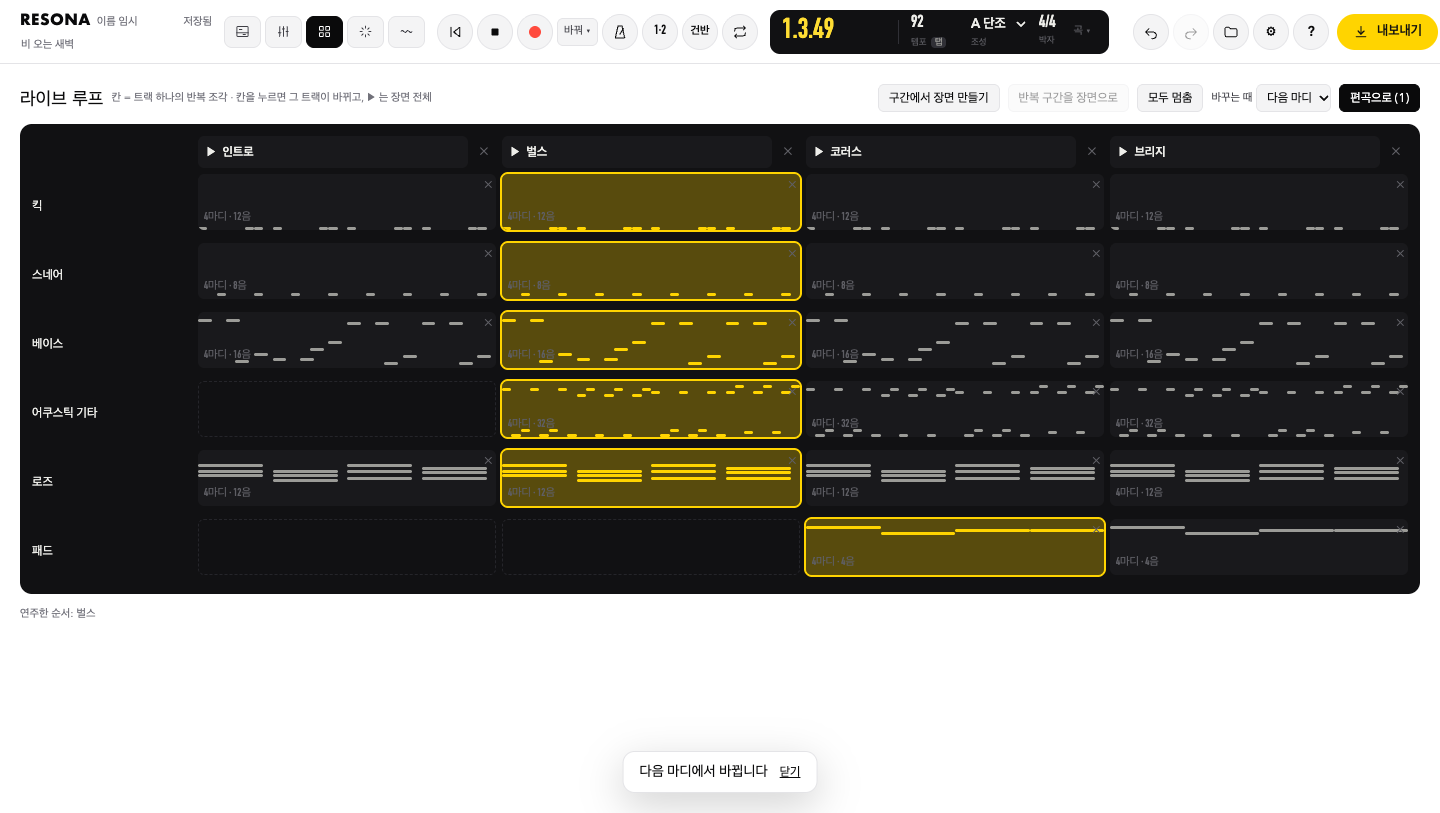 RESONA 이름 임시 저장됨
비 오는 새벽
바꿔 1·2 건반
1.3.49 92 A 단조 4/4
템포 탭 조성 박자 곡
? 내보내기
라이브 루프 칸 = 트랙 하나의 반복 조각 · 칸을 누르면 그 트랙이 바뀌고, ▶ 는 장면 전체
구간에서 장면 만들기 반복 구간을 장면으로 모두 멈춤 바꾸는 때 다음 마디 편곡으로 (1)
▶ 인트로 × ▶ 벌스 × ▶ 코러스 × ▶ 브리지 ×
킥 4마디 · 12음 4마디 · 12음 4마디 · 12음 4마디 · 12음
스네어 4마디 · 8음 4마디 · 8음 4마디 · 8음 4마디 · 8음
베이스 4마디 · 16음 4마디 · 16음 4마디 · 16음 4마디 · 16음
어쿠스틱 기타 4마디 · 32음 4마디 · 32음 4마디 · 32음
로즈 4마디 · 12음 4마디 · 12음 4마디 · 12음 4마디 · 12음
패드 4마디 · 4음 4마디 · 4음
연주한 순서: 벌스
다음 마디에서 바뀝니다 닫기